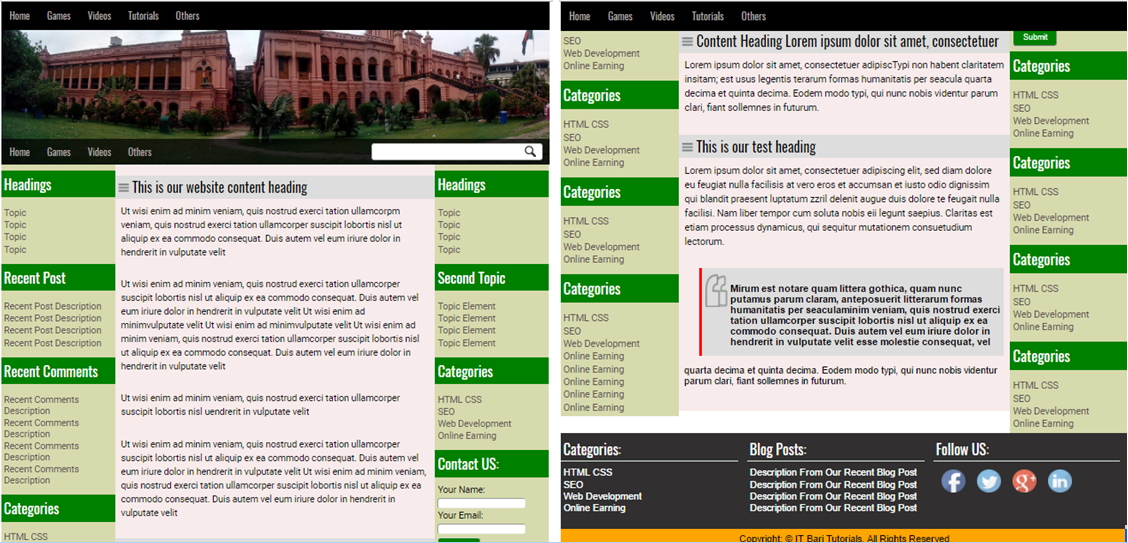 Home Games Videos Tutorials Others
Home Games Videos Others
Headings
Topic
Topic
Topic
Topic
Recent Post
Recent Post Description
Recent Post Description
Recent Post Description
Recent Post Description
Recent Comments
Recent Comments
Description
Recent Comments
Description
Recent Comments
Description
Recent Comments
Description
Categories
HTML CSS
This is our website content heading
Ut wisi enim ad minim veniam, quis nostrud exerci tation ullamcorpm
veniam, quis nostrud exerci tation ullamcorper suscipit lobortis nisl ut
aliquip ex ea commodo consequat. Duis autem vel eum iriure dolor in
hendrerit in vulputate velit
Ut wisi enim ad minim veniam, quis nostrud exerci tation ullamcorper
suscipit lobortis nisl ut aliquip ex ea commodo consequat. Duis autem vel
eum iriure dolor in hendrerit in vulputate velit Ut wisi enim ad
minimvulputate velit Ut wisi enim ad minimvulputate velit Ut wisi enim ad
minim veniam, quis nostrud exerci tation ullamcorper suscipit lobortis nisl
ut aliquip ex ea commodo consequat. Duis autem vel eum iriure dolor in
hendrerit in vulputate velit
Ut wisi enim ad minim veniam, quis nostrud exerci tation ullamcorper
suscipit lobortis nisl uendrerit in vulputate velit
Ut wisi enim ad minim veniam, quis nostrud exerci tation ullamcorper
suscipit lobortis nisl ut aliquip ex ea commodo consequat. Duis autem vel
eum iriure dolor in hendrerit in vulputate velit Ut wisi enim ad minim veniam,
quis nostrud exerci tation ullamcorper suscipit lobortis nisl ut aliquip ex ea
commodo consequat. Duis autem vel eum iriure dolor in hendrerit in
vulputate velit
Headings
Topic
Topic
Topic
Topic
Second Topic
Topic Element
Topic Element
Topic Element
Topic Element
Categories
HTML CSS
SEO
Web Development
Online Earning
Contact US:
Your Name:
Your Email:
Home Games Videos Tutorials Others
SEO
Web Development
Online Earning
Categories
HTML CSS
SEO
Web Development
Online Earning
Categories
HTML CSS
SEO
Web Development
Online Earning
Categories
HTML CSS
SEO
Web Development
Online Earning
Online Earning
Online Earning
Online Earning
Online Earning
Content Heading Lorem ipsum dolor sit amet, consectetuer
Lorem ipsum dolor sit amet, consectetuer adipiscTypi non habent claritatem
insitam; est usus legentis terarum formas humanitatis per seacula quarta
decima et quinta decima. Eodem modo typi, qui nunc nobis videntur parum
clari, fiant sollemnes in futurum.
This is our test heading
Lorem ipsum dolor sit amet, consectetuer adipiscing elit, sed diam dolore
eu feugiat nulla facilisis at vero eros et accumsan et iusto odio dignissim
qui blandit praesent luptatum zzril delenit augue duis dolore te feugait nulla
facilisi. Nam liber tempor cum soluta nobis eii legunt saepius. Claritas est
etiam processus dynamicus, qui sequitur mutationem consuetudium
lectorum.
Mirum est notare quam littera gothica, quam nunc
putamus parum claram, anteposuerit litterarum formas
humanitatis per seaculaminim veniam, quis nostrud exerci
tation ullamcorper suscipit lobortis nisl ut aliquip ex ea
commodo consequat. Duis autem vel eum iriure dolor in
hendrerit in vulputate velit esse molestie consequat, vel
quarta decima et quinta decima. Eodem modo typi, qui nunc nobis videntur
parum clari, fiant sollemnes in futurum.
Submit
Categories
HTML CSS
SEO
Web Development
Online Earning
Categories
HTML CSS
SEO
Web Development
Online Earning
Categories
HTML CSS
SEO
Web Development
Online Earning
Categories
HTML CSS
SEO
Web Development
Online Earning
Categories:
HTML CSS
SEO
Web Development
Online Earning
Blog Posts:
Description From Our Recent Blog Post
Description From Our Recent Blog Post
Description From Our Recent Blog Post
Description From Our Recent Blog Post
Follow US:
f
g+
in
Copyright: © IT Bari Tutorials. All Rights Reserved